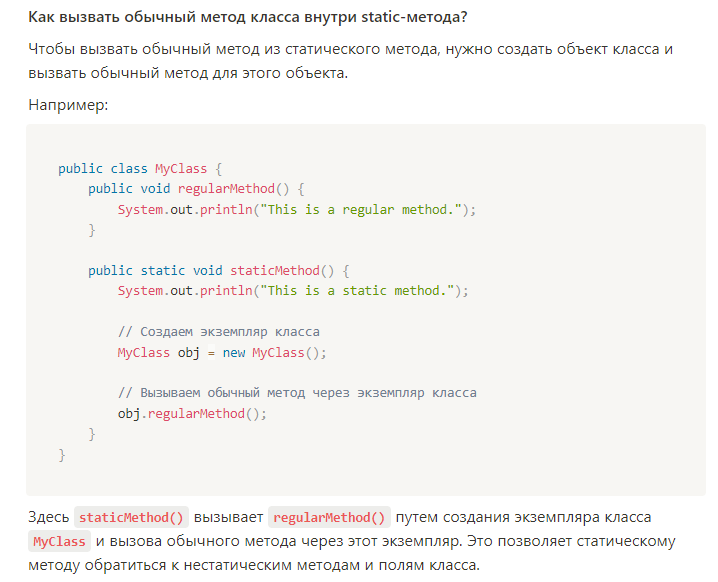 Как вызвать обычный метод класса внутри static-метода?
Чтобы вызвать обычный метод из статического метода, нужно создать объект класса и
вызвать обычный метод для этого объекта.
Например:
public class MyClass {
    public void regularMethod() {
        System.out.println("This is a regular method.");
    }

    public static void staticMethod() {
        System.out.println("This is a static method.");

        // Создаем экземпляр класса
        MyClass obj = new MyClass();

        // Вызываем обычный метод через экземпляр класса
        obj.regularMethod();
    }
}
Здесь staticMethod() вызывает regularMethod() путем создания экземпляра класса
MyClass и вызова обычного метода через этот экземпляр. Это позволяет статическому
методу обратиться к нестатическим методам и полям класса.